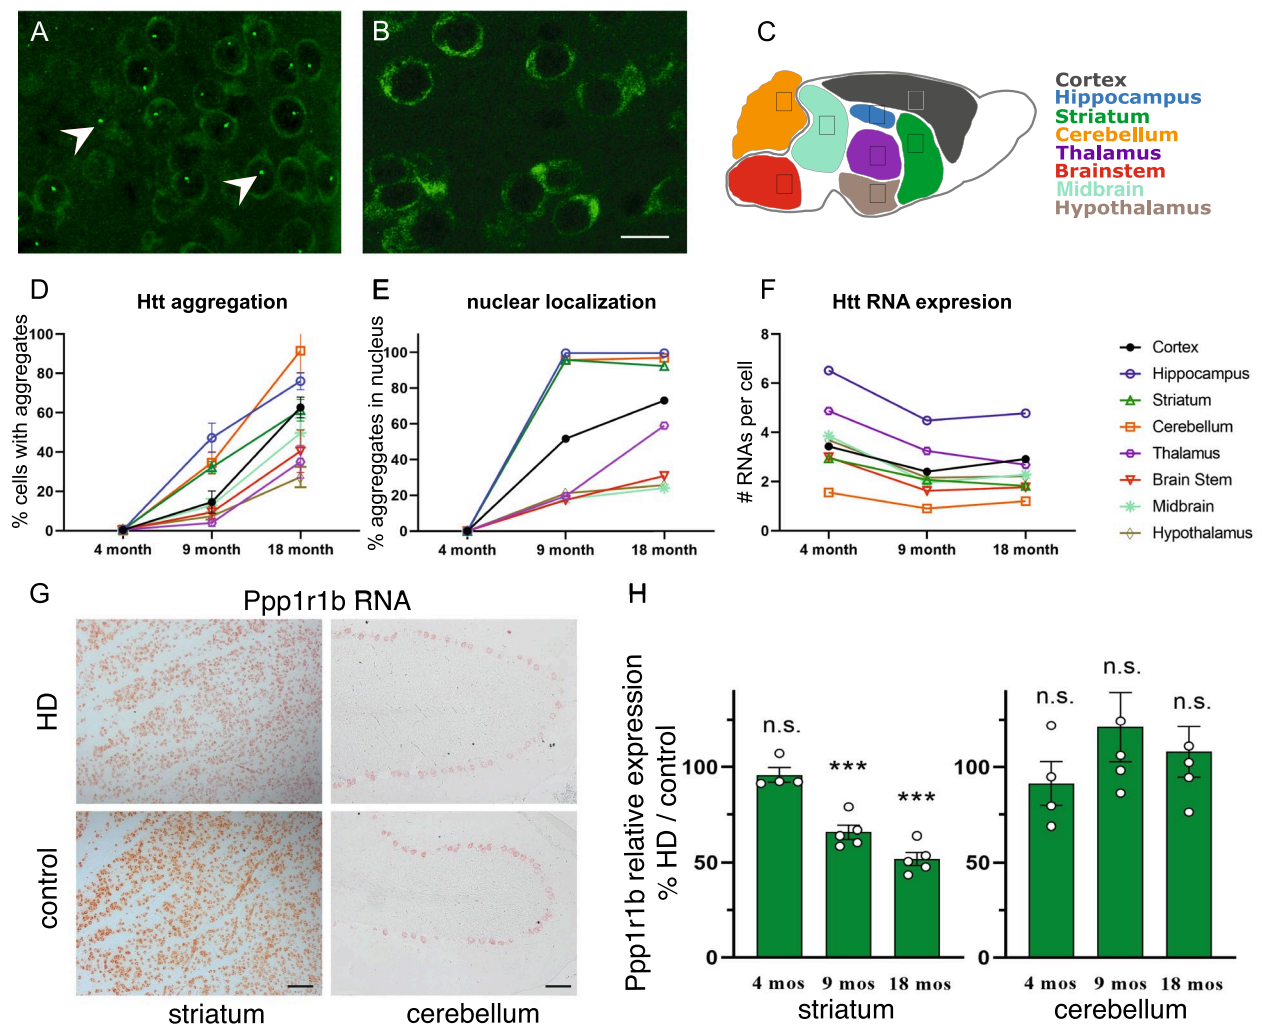 A
B
C
Cortex
Hippocampus
Striatum
Cerebellum
Thalamus
Brainstem
Midbrain
Hypothalamus
D
Htt aggregation
% cells with aggregates
100
80
60
40
20
0
4 month
9 month
18 month
E
nuclear localization
% aggregates in nucleus
100
80
60
40
20
0
4 month
9 month
18 month
F
Htt RNA expresion
# RNAs per cell
8
6
4
2
0
4 month
9 month
18 month
Cortex
Hippocampus
Striatum
Cerebellum
Thalamus
Brain Stem
Midbrain
Hypothalamus
G
Ppp1r1b RNA
HD
control
striatum
cerebellum
H
Ppp1r1b relative expression
% HD / control
100
50
0
n.s.
***
***
4 mos
9 mos
18 mos
striatum
100
50
0
n.s.
n.s.
n.s.
4 mos
9 mos
18 mos
cerebellum